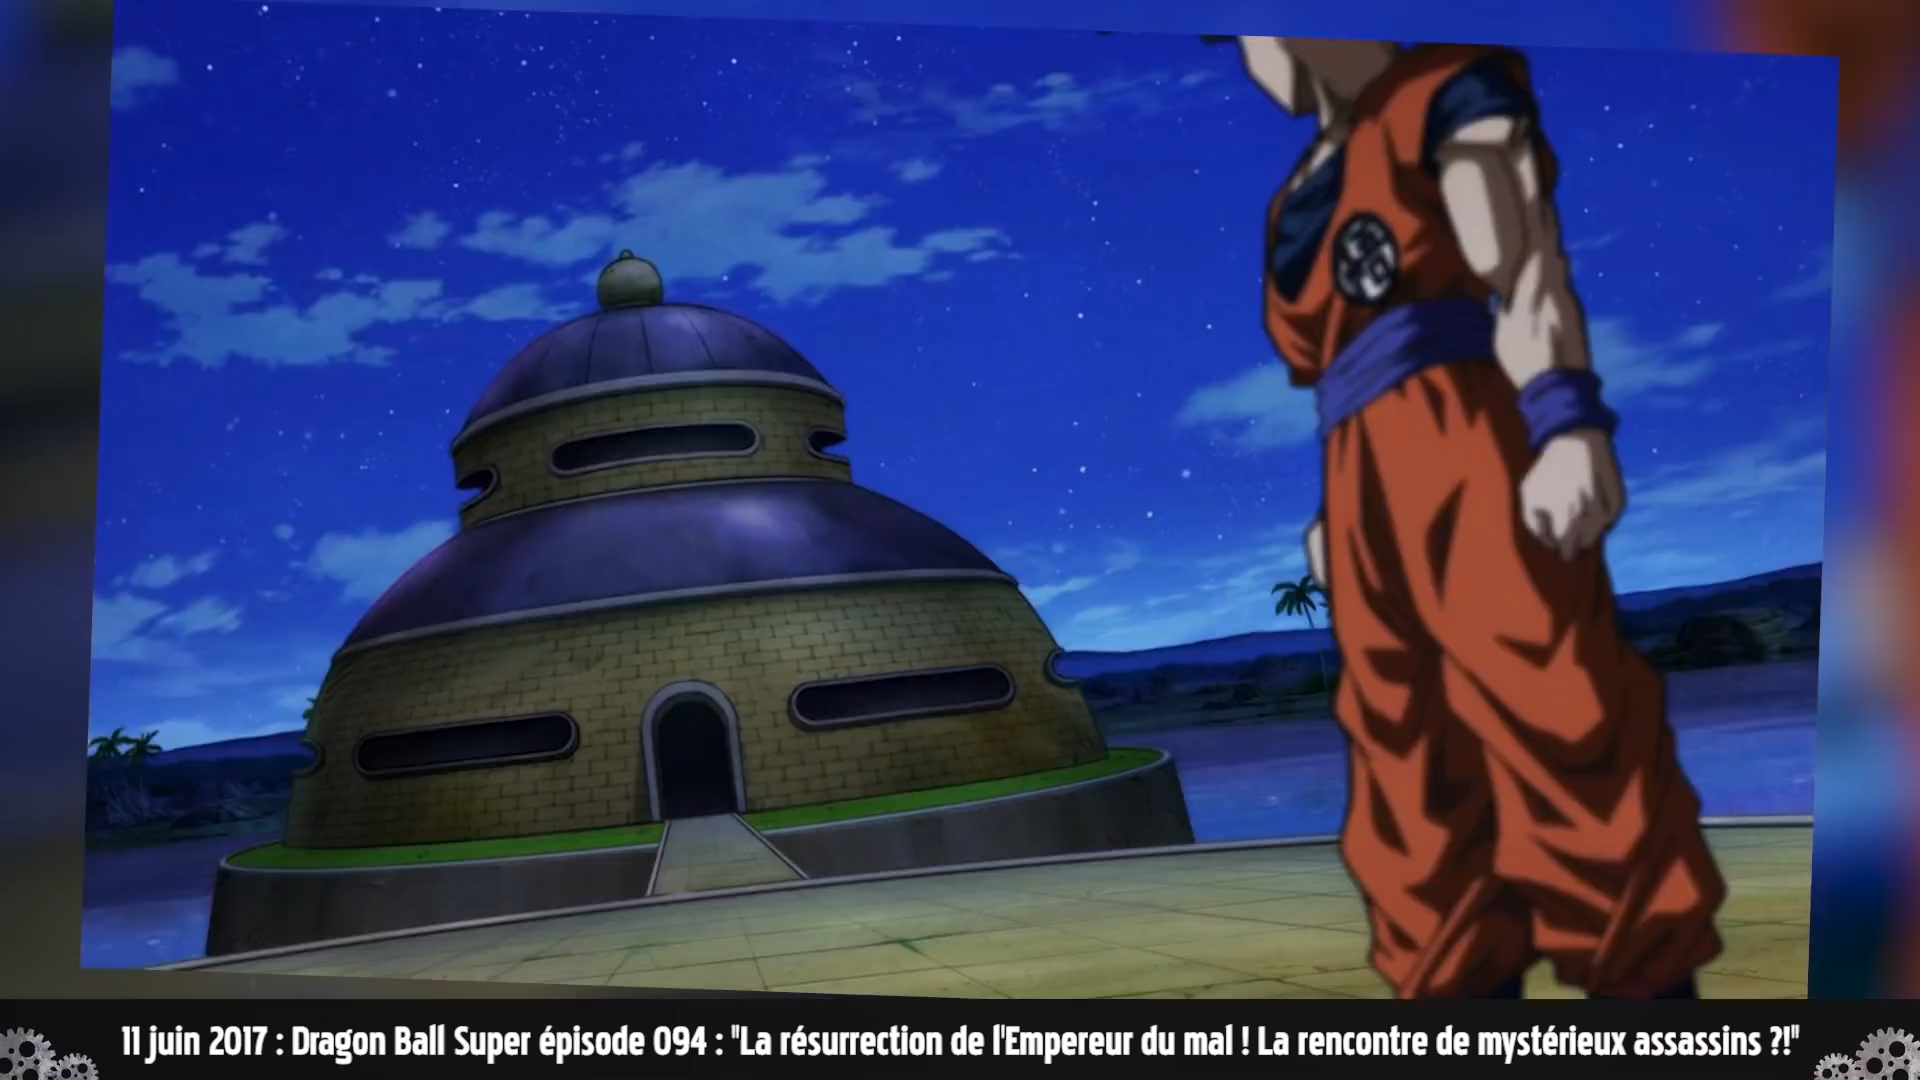 11 juin 2017 : Dragon Ball Super épisode 094 : "La résurrection de l'Empereur du mal ! La rencontre de mystérieux assassins ?!"